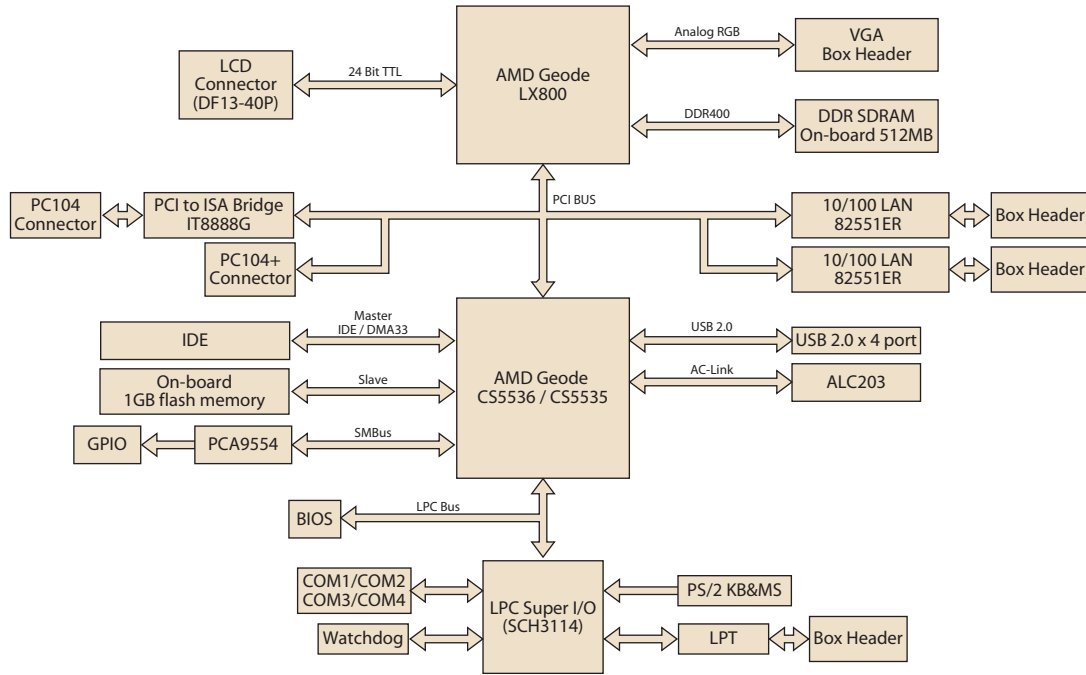 Analog RGB
VGA
Box Header
LCD
Connector
(DF13-40P)
24 Bit TTL
AMD Geode
LX800
DDR400
DDR SDRAM
On-board 512MB
PC104
Connector
PCI to ISA Bridge
IT8888G
PCI BUS
10/100 LAN
82551ER
Box Header
PC104+
Connector
10/100 LAN
82551ER
Box Header
IDE
Master
IDE / DMA33
USB 2.0
USB 2.0 x 4 port
On-board
1GB flash memory
Slave
AMD Geode
CS5536 / CS5535
AC-Link
ALC203
GPIO
PCA9554
SMBus
BIOS
LPC Bus
COM1/COM2
COM3/COM4
LPC Super I/O
(SCH3114)
PS/2 KB&MS
Watchdog
LPT
Box Header